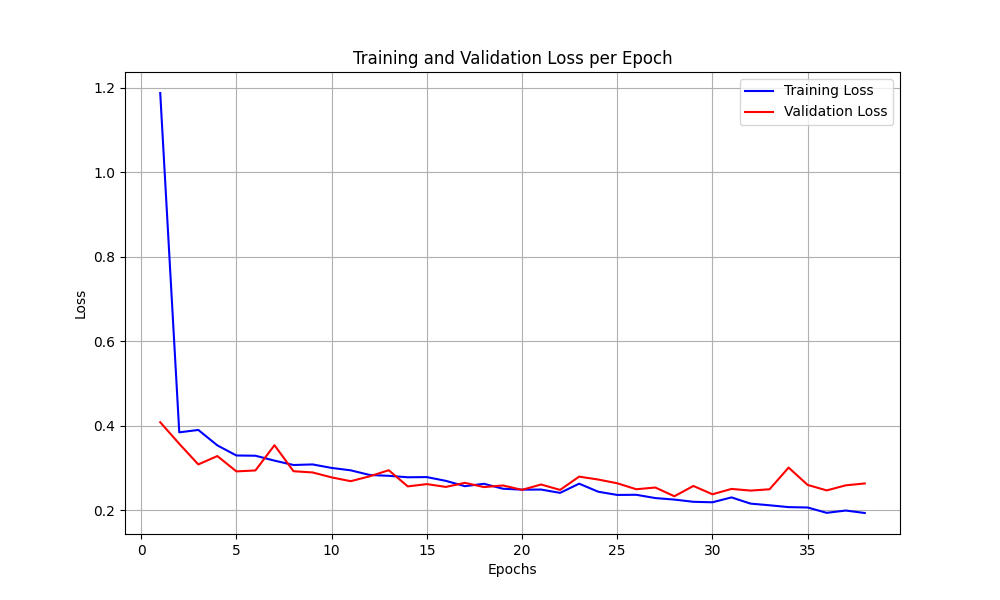 Training and Validation Loss per Epoch
Training Loss
Validation Loss
1.2
1.0
0.8
0.6
0.4
0.2
Loss
0 5 10 15 20 25 30 35
Epochs